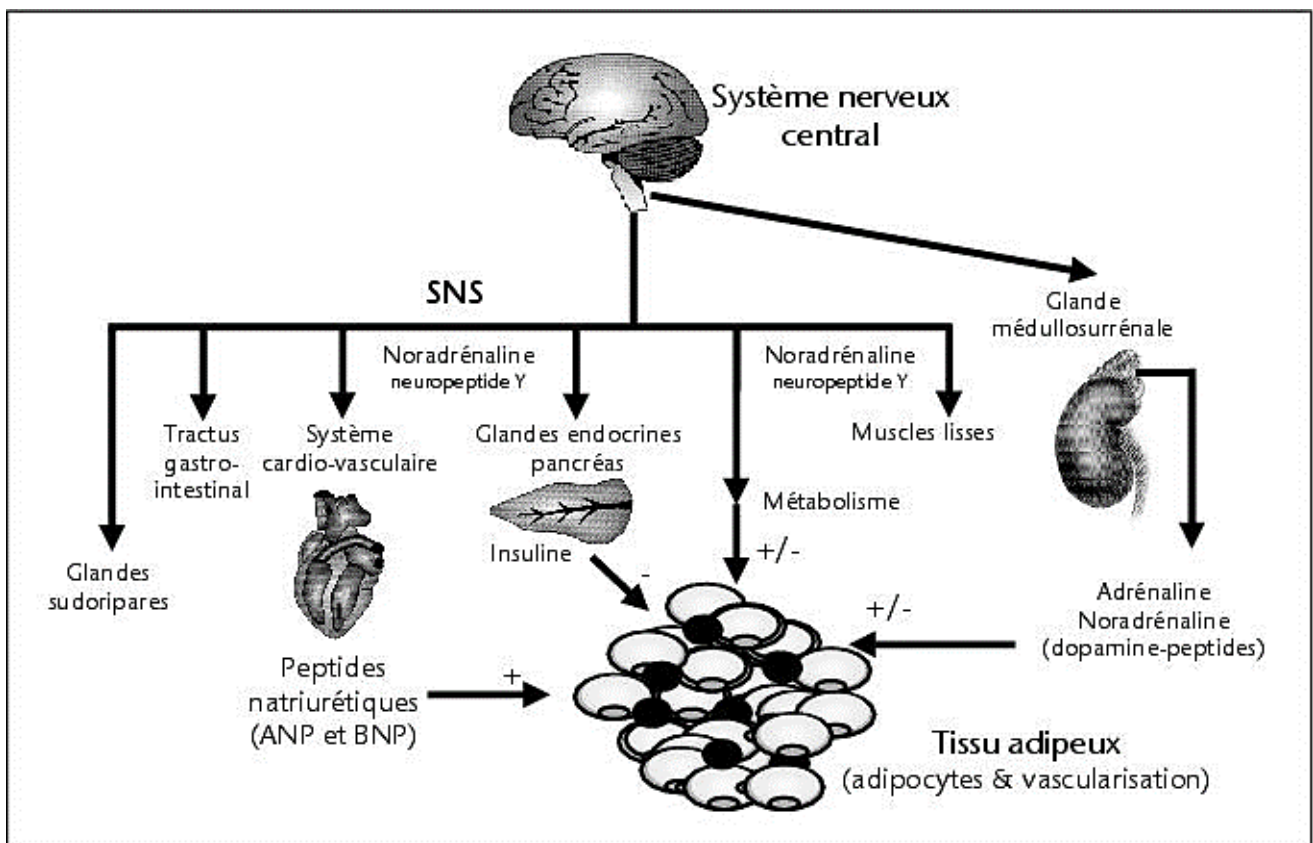 Système nerveux
central
SNS
Glande
médullosurrénale
Noradrénaline
neuropeptide Y
Noradrénaline
neuropeptide Y
Tractus
gastro-
intestinal
Système
cardio-vasculaire
Glandes endocrines
pancréas
Muscles lisses
Métabolisme
Insuline
+/-
-
Glandes
sudoripares
Adrénaline
Noradrénaline
(dopamine-peptides)
+/-
Peptides
natriurétiques
(ANP et BNP)
+
Tissu adipeux
(adipocytes & vascularisation)